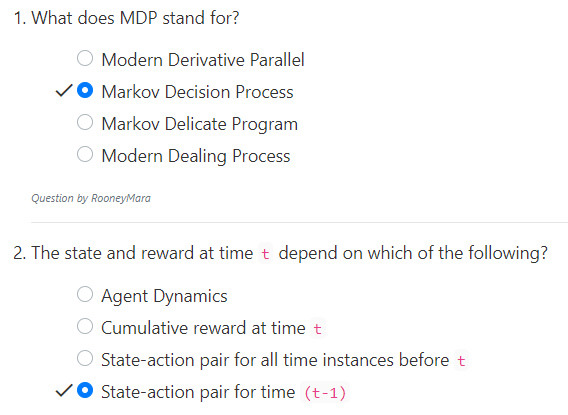 1. What does MDP stand for?
Modern Derivative Parallel
Markov Decision Process
Markov Delicate Program
Modern Dealing Process
Question by RooneyMara
2. The state and reward at time t depend on which of the following?
Agent Dynamics
Cumulative reward at time t
State-action pair for all time instances before t
State-action pair for time (t-1)